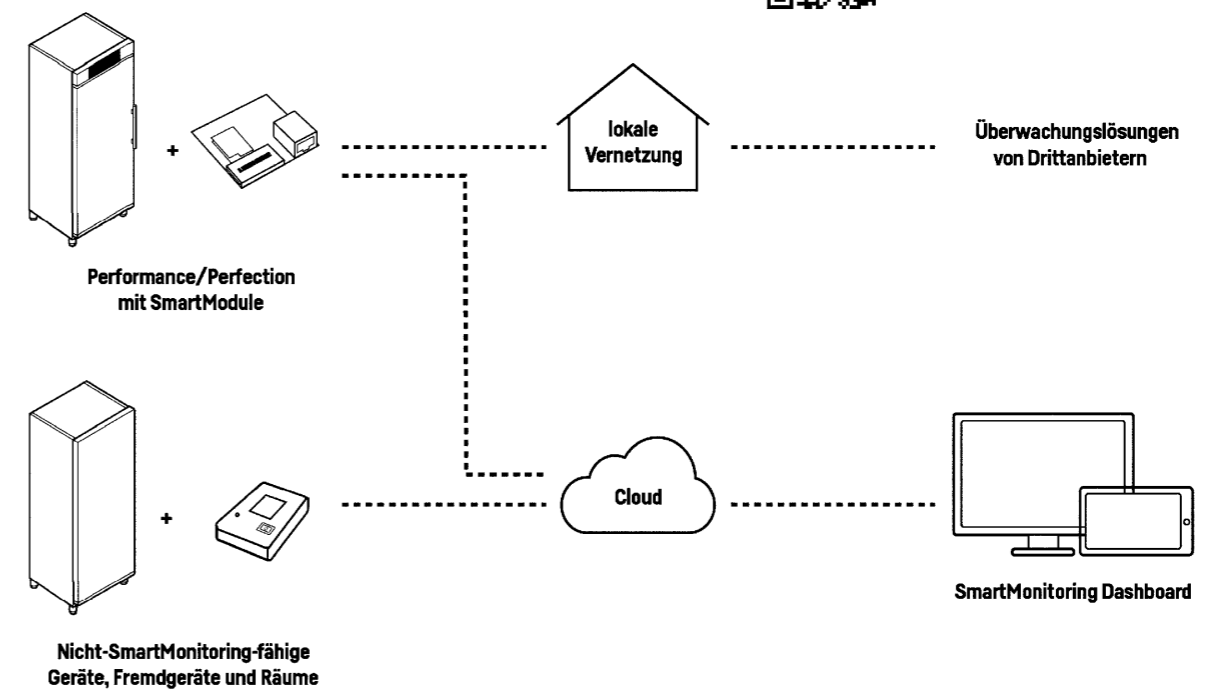 +
lokale
Vernetzung
Überwachungslösungen
von Drittanbietern
Performance/Perfection
mit SmartModule
+
Cloud
SmartMonitoring Dashboard
Nicht-SmartMonitoring-fähige
Geräte, Fremdgeräte und Räume